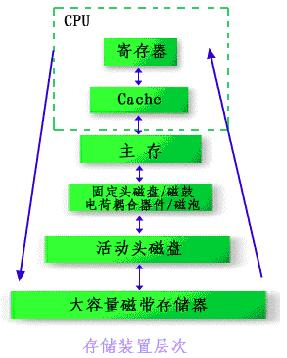 CPU
寄存器
Cache
主 存
固定头磁盘/磁鼓
电荷耦合器件/磁泡
活动头磁盘
大容量磁带存储器
存储装置层次